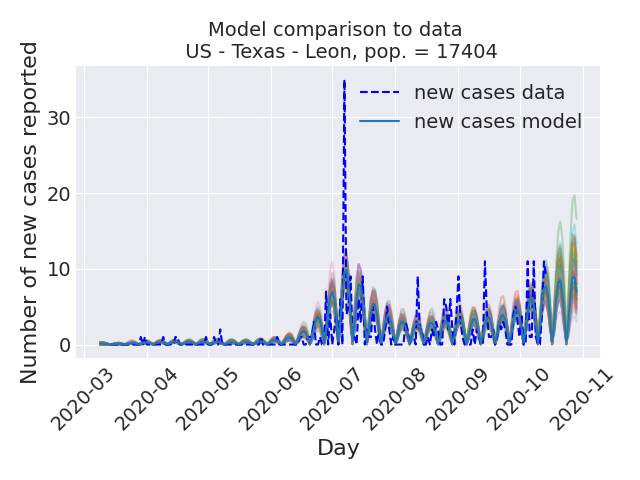 Model comparison to data
US - Texas - Leon, pop. = 17404
Number of new cases reported
30
20
10
0
new cases data
new cases model
2020-03
2020-04
2020-05
2020-06
2020-07
2020-08
2020-09
2020-10
2020-11
Day